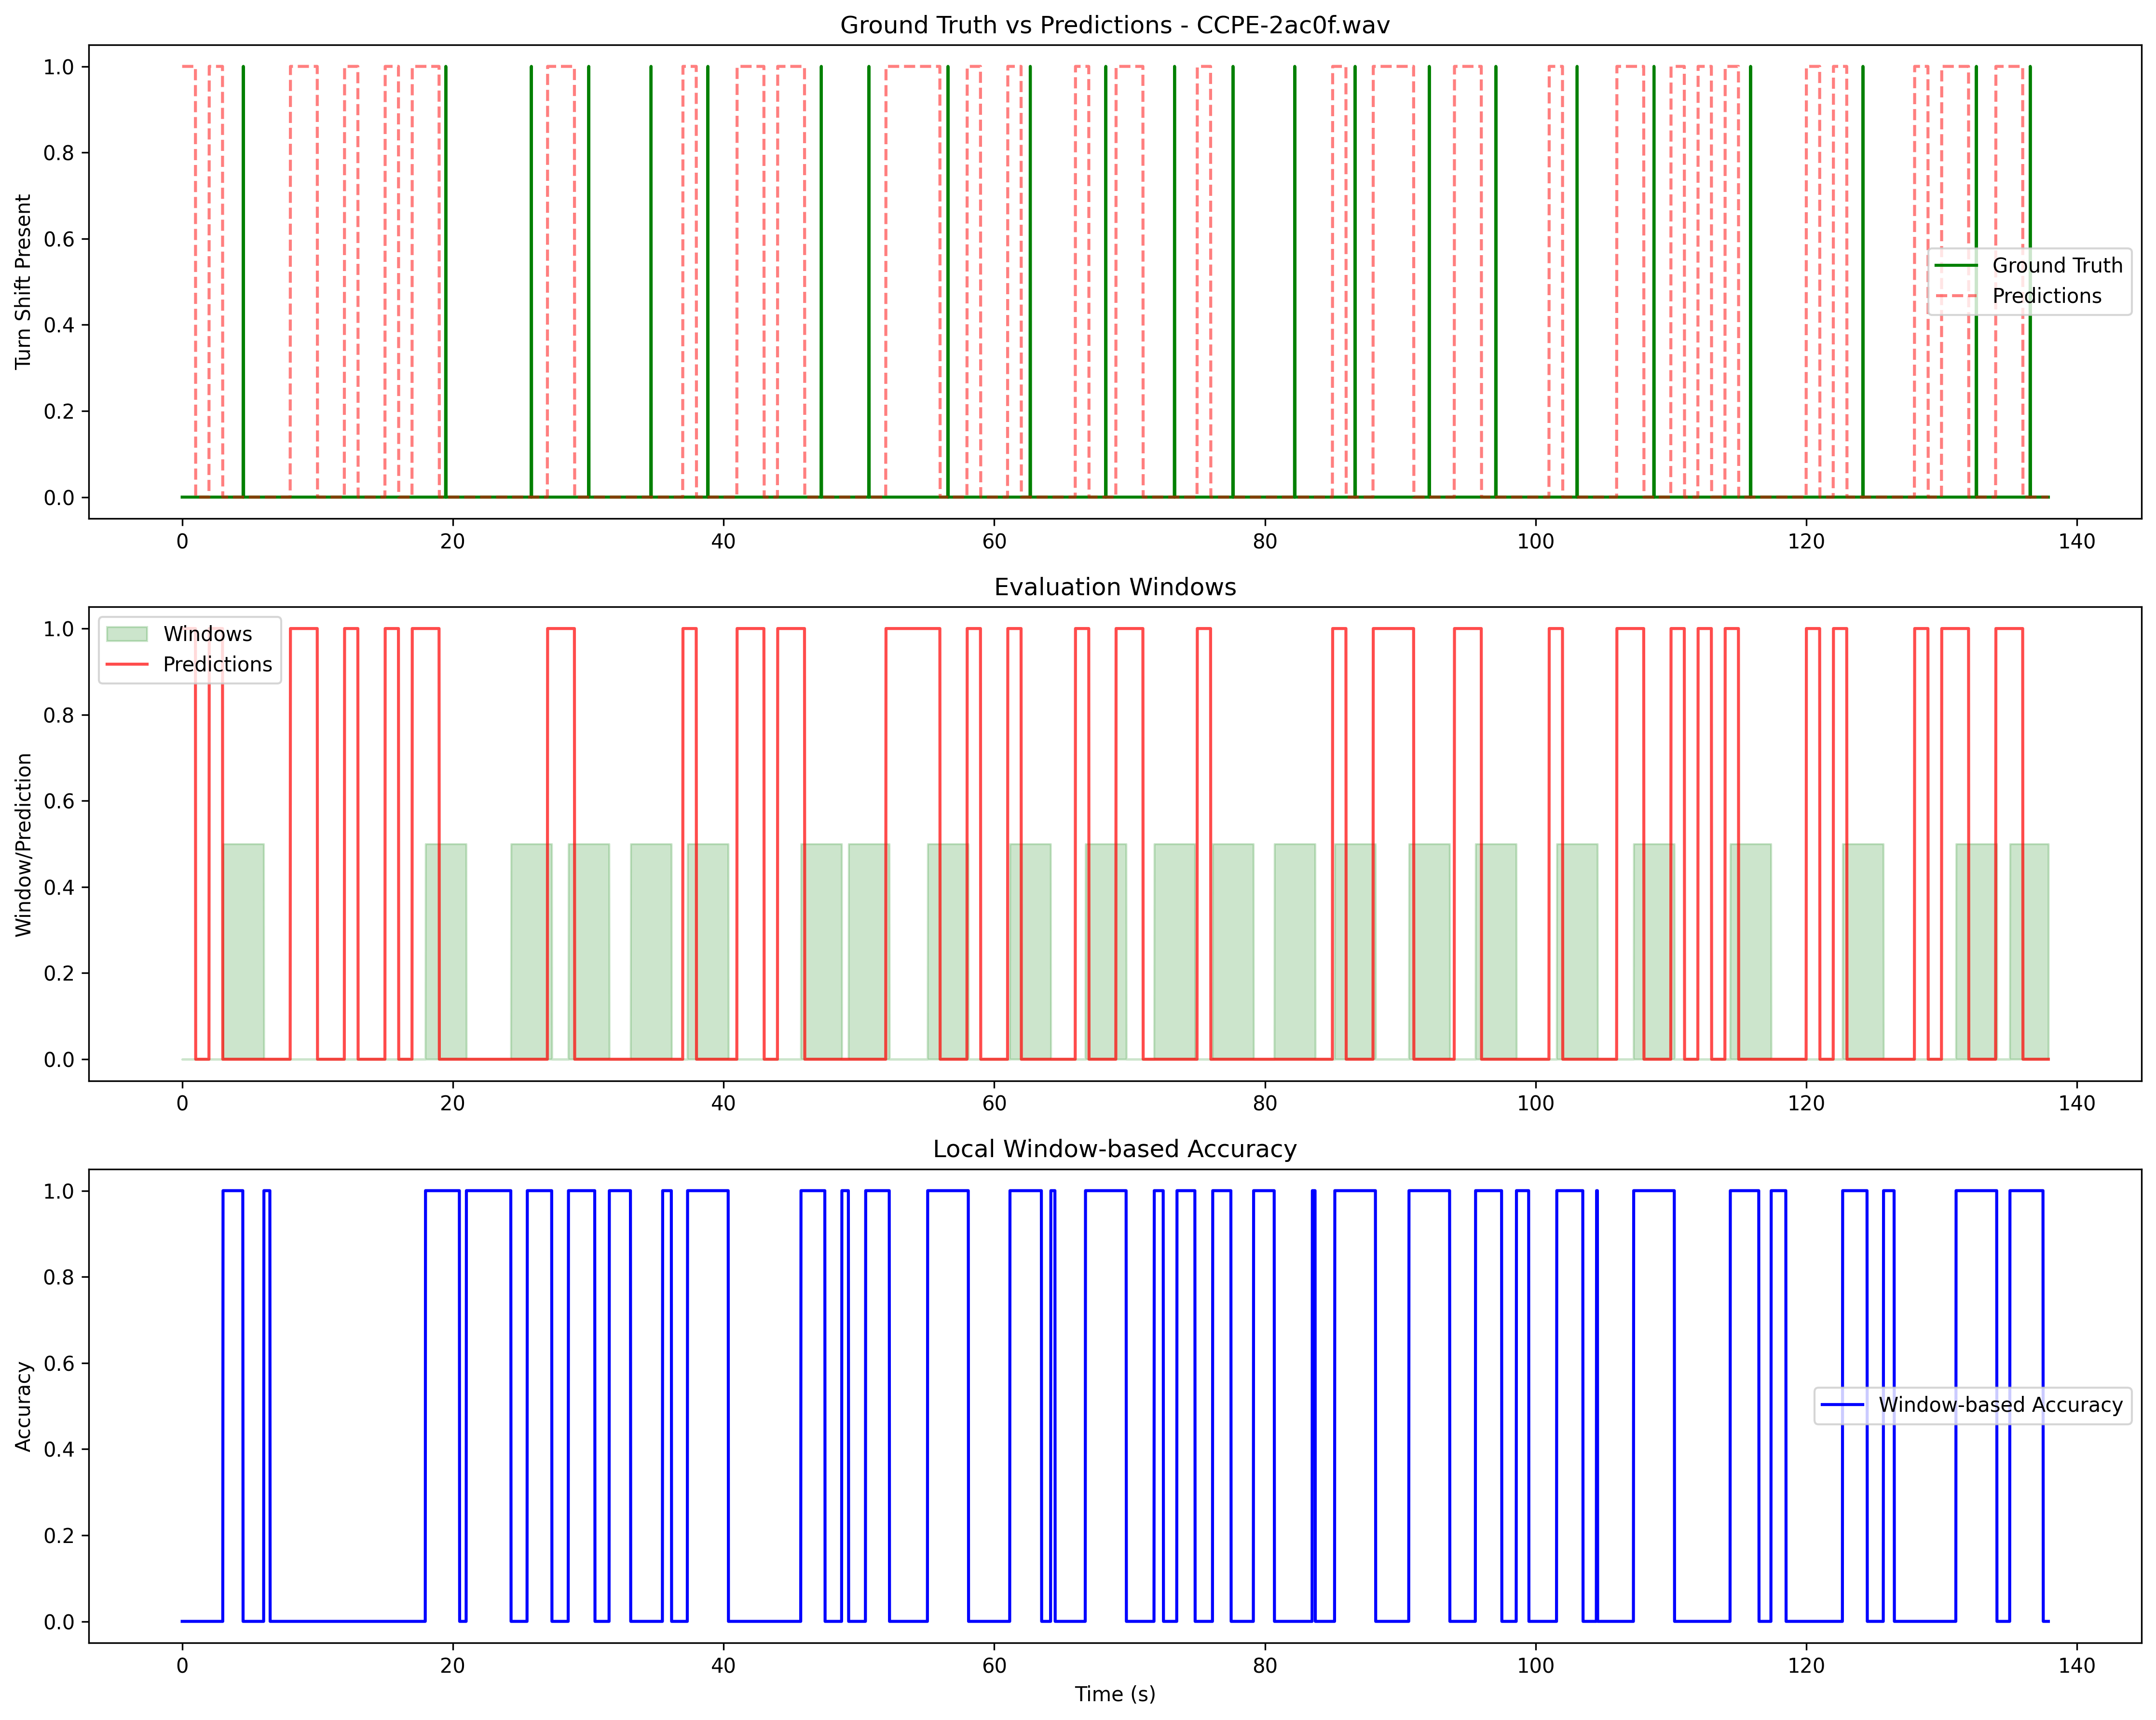 Ground Truth vs Predictions - CCPE-2ac0f.wav
Turn Shift Present
1.0
0.8
0.6
0.4
0.2
0.0
Ground Truth
Predictions
0 20 40 60 80 100 120 140
Evaluation Windows
Window/Prediction
1.0
0.8
0.6
0.4
0.2
0.0
Windows
Predictions
0 20 40 60 80 100 120 140
Local Window-based Accuracy
Accuracy
1.0
0.8
0.6
0.4
0.2
0.0
Window-based Accuracy
0 20 40 60 80 100 120 140
Time (s)